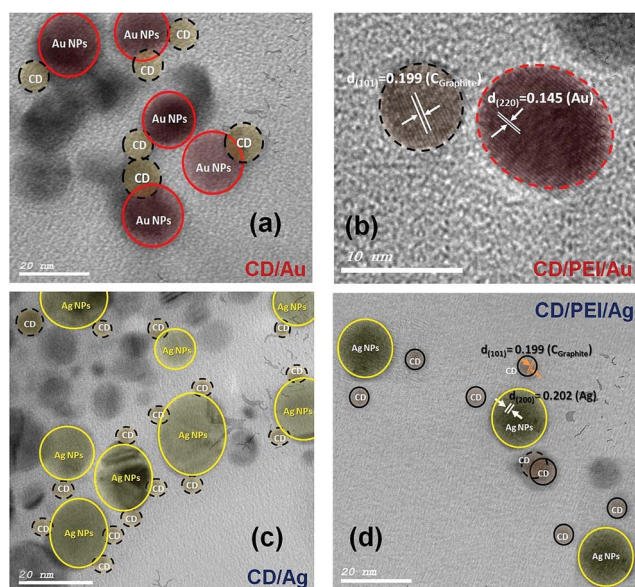 Au NPs
Au NPs
CD
CD
CD
Au NPs
CD
CD
Au NPs
CD
Au NPs
(a)
20 nm
CD/Au
d(101)=0.199 (CGraphite)
d(220)=0.145 (Au)
(b)
10 nm
CD/PEI/Au
Ag NPs
Ag NPs
CD
CD
CD
CD
Ag NPs
CD
CD
Ag NPs
CD
Ag NPs
CD
CD
Ag NPs
Ag NPs
CD
CD
CD
CD
CD
Ag NPs
CD
CD
(c)
20 nm
CD/Ag
CD/PEI/Ag
Ag NPs
d(101)=0.199 (CGraphite)
CD
CD
CD
CD
d(200)=0.202 (Ag)
Ag NPs
CD
CD
CD
CD
Ag NPs
(d)
20 nm